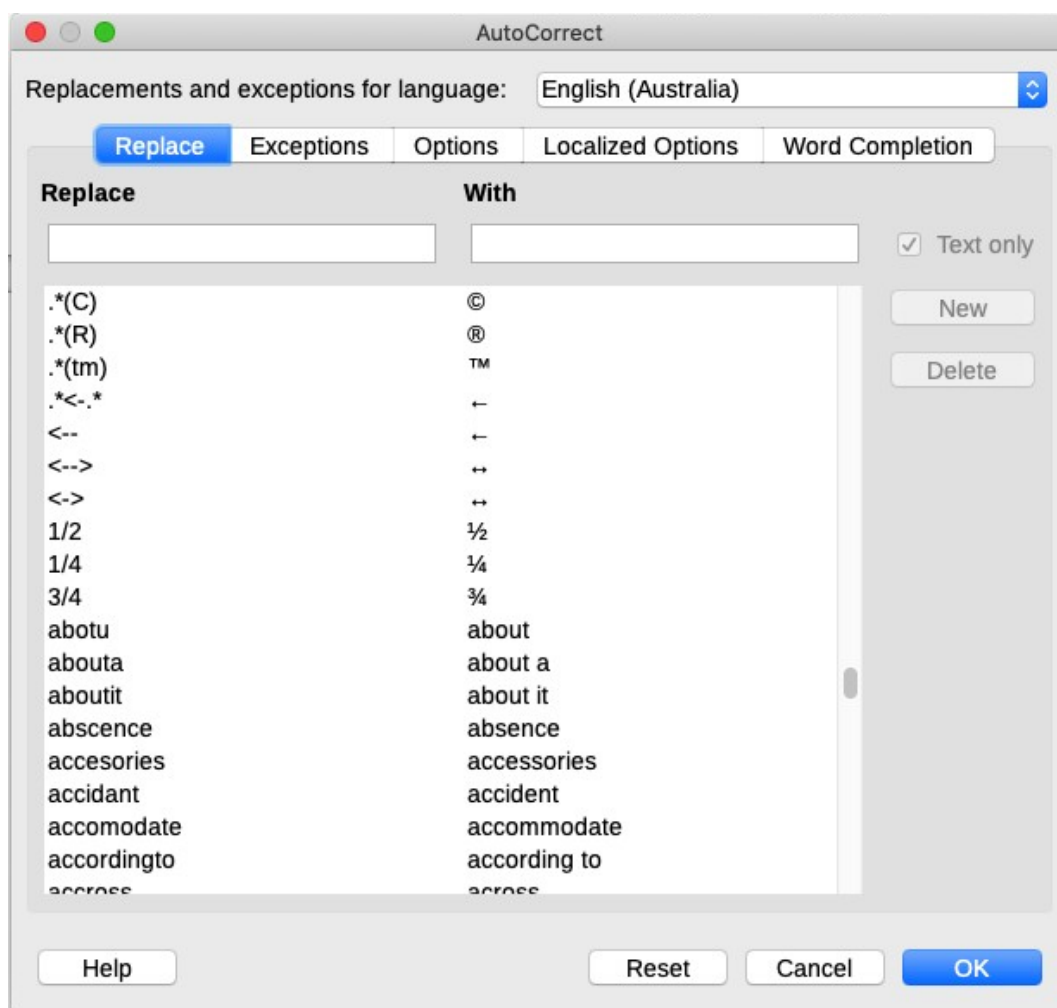 AutoCorrect
Replacements and exceptions for language: English (Australia)
Replace Exceptions Options Localized Options Word Completion
Replace With
Text only
.*(C) ©
New
.*(R) ®
.*(tm) ™
Delete
.*<-.* ←
<-- ←
<--> ↔
<-> ↔
1/2 ½
1/4 ¼
3/4 ¾
abotu about
abouta about a
aboutit about it
abscence absence
accesories accessories
accidant accident
accomodate accommodate
accordingto according to
accross across
Help Reset Cancel OK